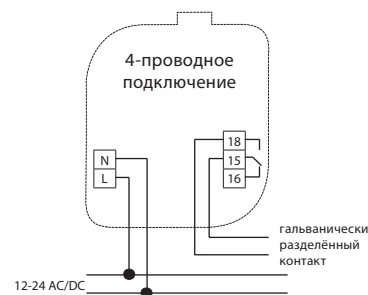 4-проводное
подключение
18
N
15
L
16
гальванически
разделённый
контакт
12-24 AC/DC